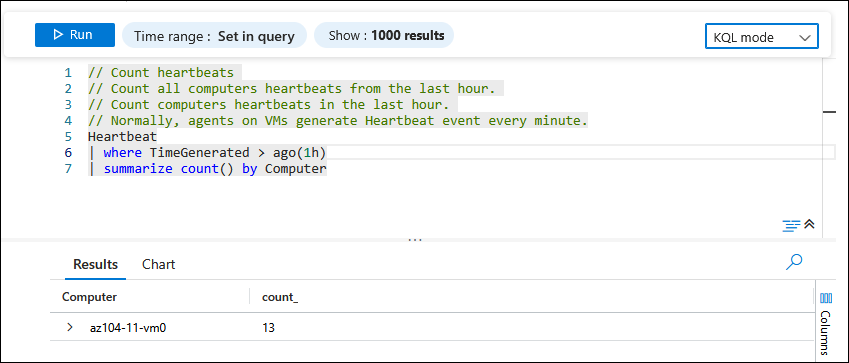 Run
Time range : Set in query
Show : 1000 results
KQL mode
1 // Count heartbeats
2 // Count all computers heartbeats from the last hour.
3 // Count computers heartbeats in the last hour.
4 // Normally, agents on VMs generate Heartbeat event every minute.
5 Heartbeat
6 | where TimeGenerated > ago(1h)
7 | summarize count() by Computer
Results Chart
Computer count_
az104-11-vm0 13
Columns